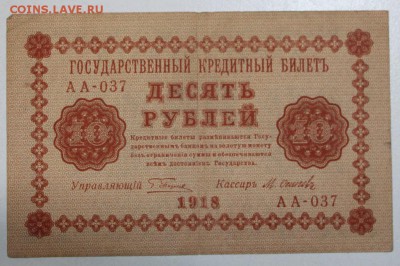 СОИНS.LAVE.RU
ГОСУДАРСТВЕННЫЙ КРЕДИТНЫЙ БИЛЕТЪ
АА-037
ДЕСЯТЬ
РУБЛЕЙ
10
10
Кредитные билеты размѣниваются Госу-
дарственнымъ банкомъ на золотую монету
безъ ограниченія суммы и обезпечиваются
всѣмъ достояніемъ Государства.
Управляющій
Кассиръ
1918
АА-037